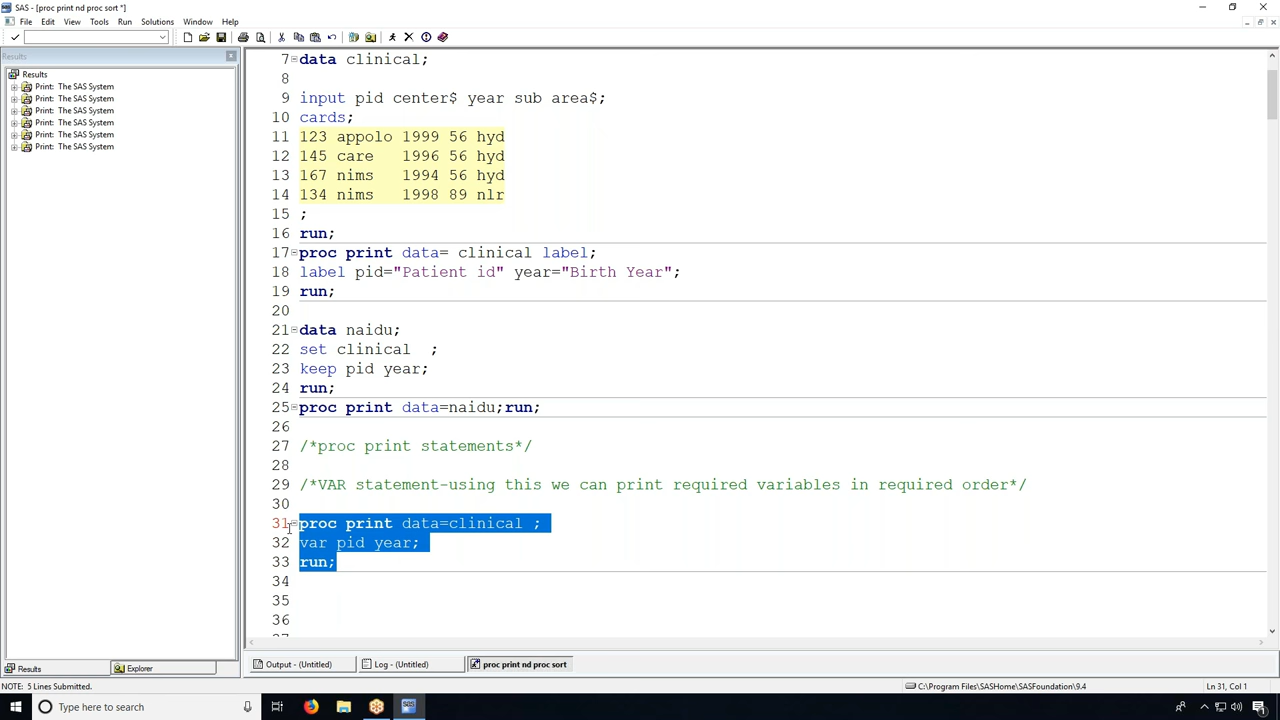 SAS - [proc print nd proc sort *]
File Edit View Tools Run Solutions Window Help
Results
Results
Print: The SAS System
Print: The SAS System
Print: The SAS System
Print: The SAS System
Print: The SAS System
Print: The SAS System
7 data clinical;
8
9 input pid center$ year sub area$;
10 cards;
11 123 appolo 1999 56 hyd
12 145 care   1996 56 hyd
13 167 nims   1994 56 hyd
14 134 nims   1998 89 nlr
15 ;
16 run;
17 proc print data= clinical label;
18 label pid="Patient id" year="Birth Year";
19 run;
20
21 data naidu;
22 set clinical  ;
23 keep pid year;
24 run;
25 proc print data=naidu;run;
26
27 /*proc print statements*/
28
29 /*VAR statement-using this we can print required variables in required order*/
30
31 proc print data=clinical ;
32 var pid year;
33 run;
34
35
36
Results Explorer
Output - (Untitled) Log - (Untitled) proc print nd proc sort
NOTE: 5 Lines Submitted. C:\Program Files\SASHome\SASFoundation\9.4 Ln 31, Col 1
Type here to search